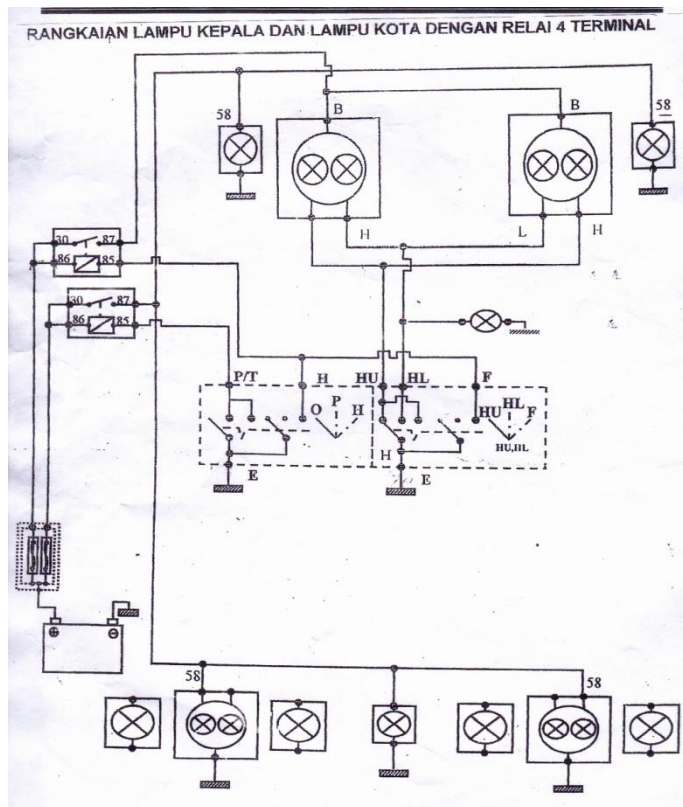 RANGKAIAN LAMPU KEPALA DAN LAMPU KOTA DENGAN RELAI 4 TERMINAL
58 B B 58
H L H
30 87
86 85
30 87
86 85
P/T H HU HL F
O P H HU HL F
HU,HL
H
E E
⊕ ⊖
58 58